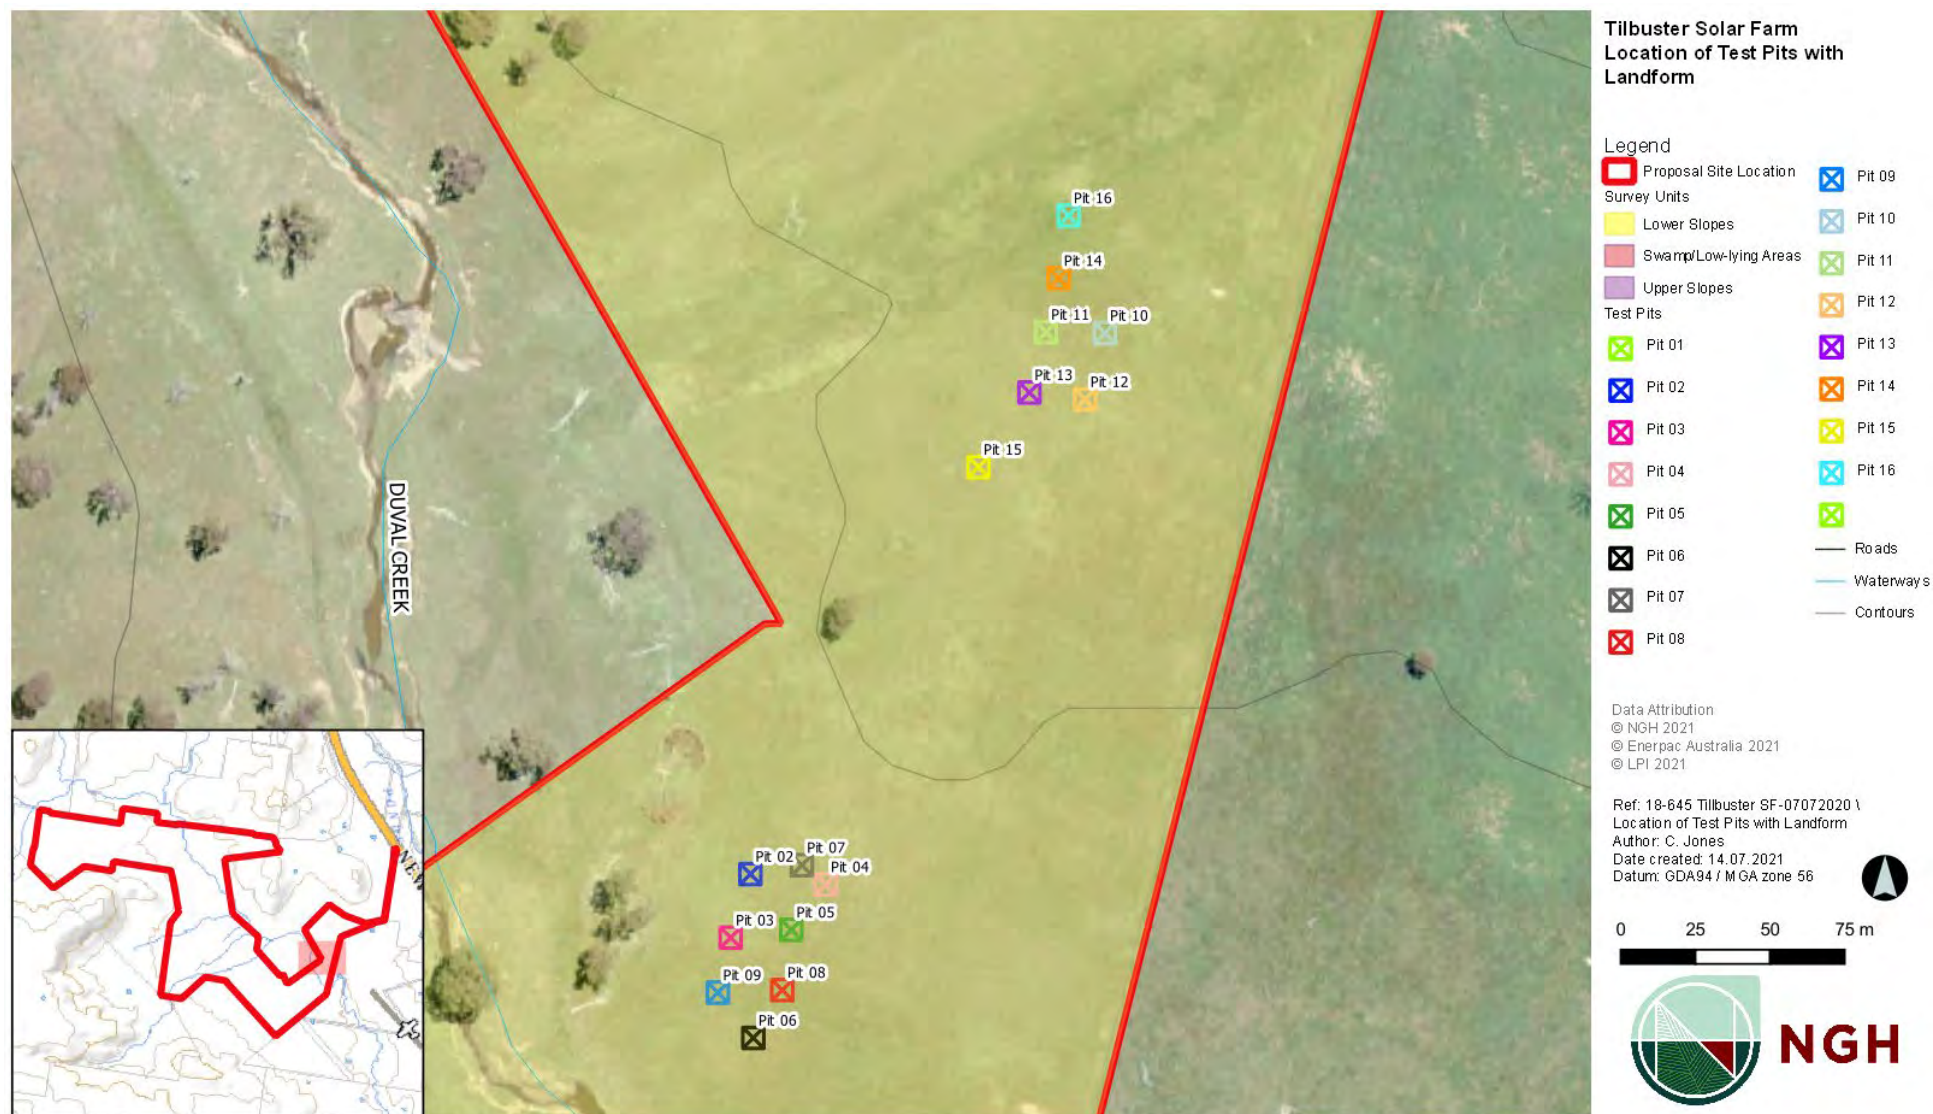 Tilbuster Solar Farm
Location of Test Pits with
Landform
Legend
Proposal Site Location
Survey Units
Lower Slopes
Swamp/Low-lying Areas
Upper Slopes
Test Pits
Pit 01
Pit 02
Pit 03
Pit 04
Pit 05
Pit 06
Pit 07
Pit 08
Pit 09
Pit 10
Pit 11
Pit 12
Pit 13
Pit 14
Pit 15
Pit 16
Roads
Waterways
Contours
Data Attribution
© NGH 2021
© Enerpac Australia 2021
© LPI 2021
Ref: 18-645 Tillbuster SF-07072020 \
Location of Test Pits with Landform
Author: C. Jones
Date created: 14.07.2021
Datum: GDA94 / MGA zone 56
0 25 50 75 m
NGH
Pit 16
Pit 14
Pit 11
Pit 10
Pit 13
Pit 12
Pit 15
DUVAL CREEK
Pit 02
Pit 07
Pit 04
Pit 03
Pit 05
Pit 09
Pit 08
Pit 06
NEW